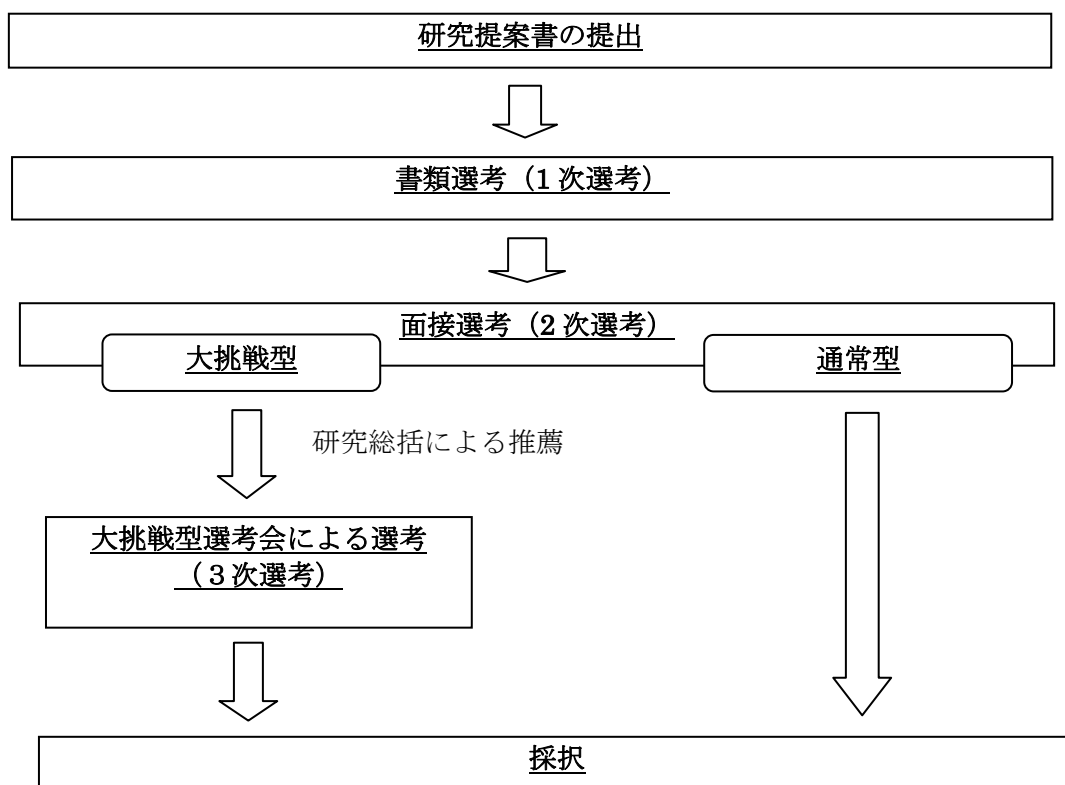 研究提案書の提出
書類選考（1 次選考）
面接選考（2 次選考）
大挑戦型
通常型
研究総括による推薦
大挑戦型選考会による選考
（３次選考）
採択